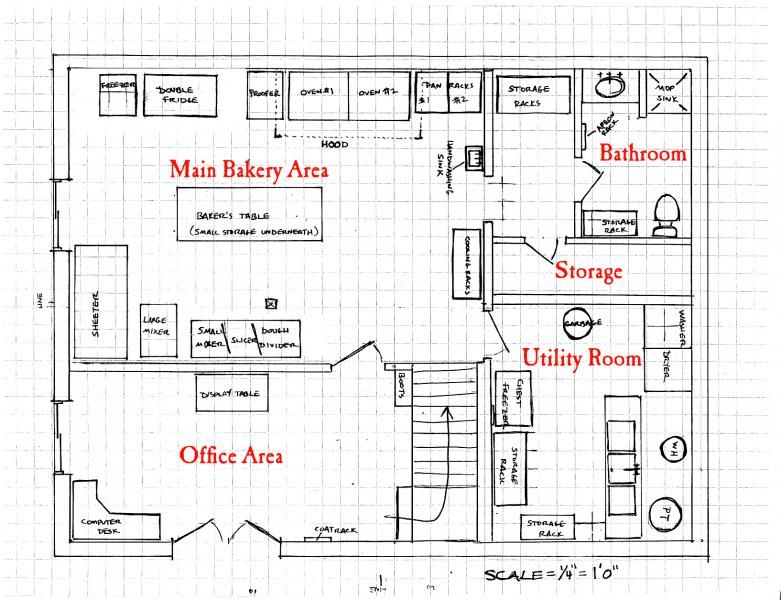 FREEZER
DOUBLE
FRIDGE
PROOFER
OVEN #1
OVEN #2
PAN RACKS
#1 #2
STORAGE
RACKS
MOP
SINK
APRON
RACK
HOOD
HANDWASHING
SINK
Main Bakery Area
Bathroom
BAKER'S TABLE
(SMALL STORAGE UNDERNEATH)
STORAGE
RACK
COOLING RACKS
Storage
SHEETER
LARGE
MIXER
SMALL
MIXER
SLICER
DOUGH
DIVIDER
GARBAGE
WASHER
DRYER
Utility Room
DISPLAY TABLE
BOOTS
CHEST
FREEZER
Office Area
STORAGE
RACK
WH
PT
COMPUTER
DESK
COATRACK
STORAGE
RACK
SCALE = 1/4" = 1'0"